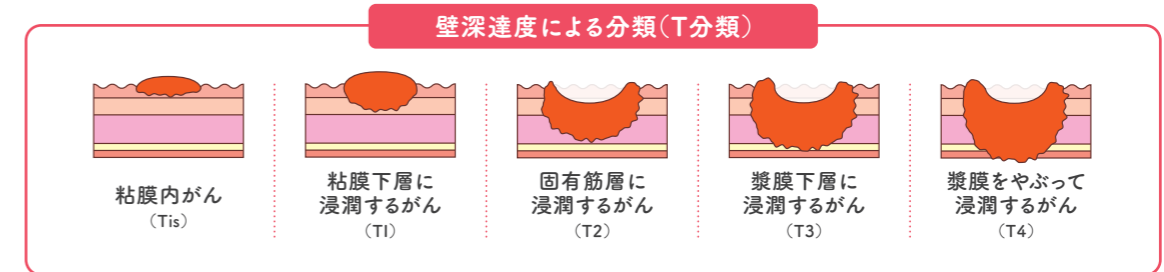 壁深達度による分類（T分類）
粘膜内がん
（Tis）
粘膜下層に
浸潤するがん
（T1）
固有筋層に
浸潤するがん
（T2）
漿膜下層に
浸潤するがん
（T3）
漿膜をやぶって
浸潤するがん
（T4）